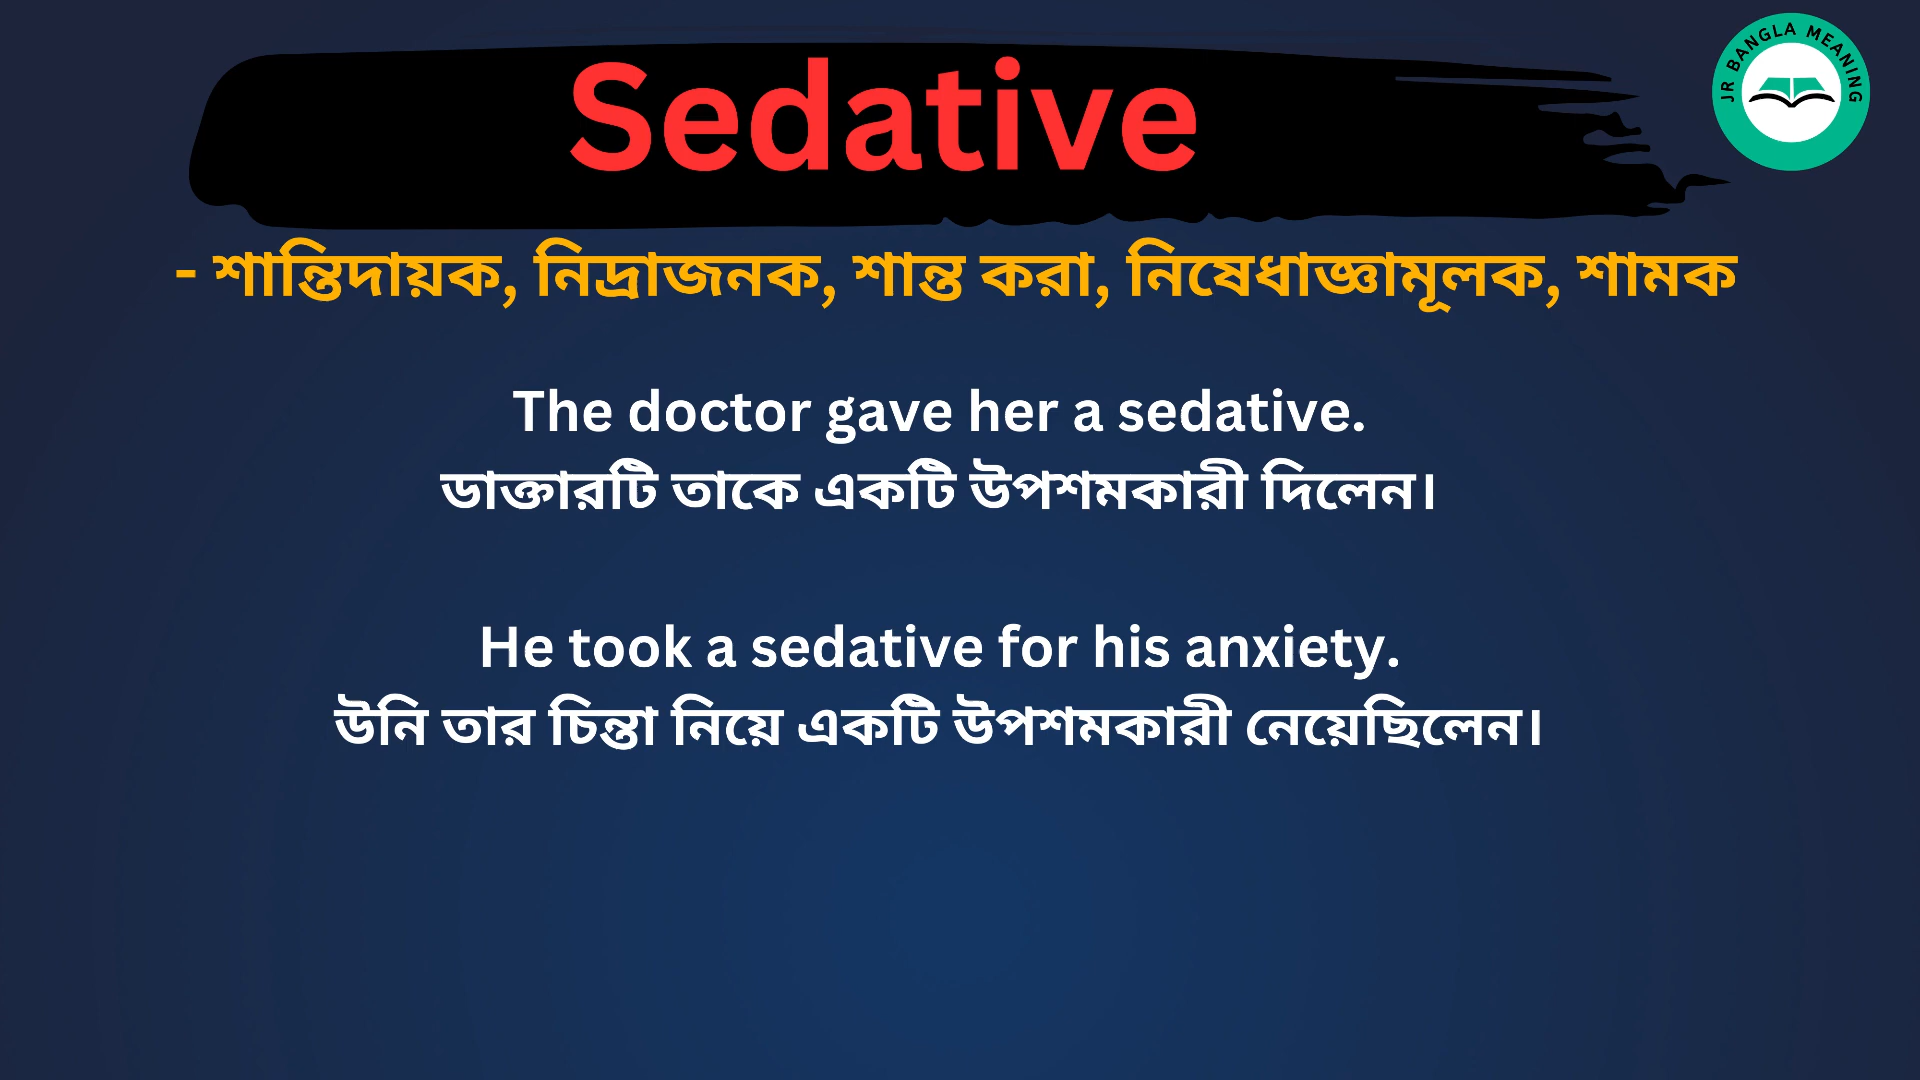 JR BANGLA MEANING
Sedative
- শান্তিদায়ক, নিদ্রাজনক, শান্ত করা, নিষেধাজ্ঞামূলক, শামক
The doctor gave her a sedative.
ডাক্তারটি তাকে একটি উপশমকারী দিলেন।
He took a sedative for his anxiety.
উনি তার চিন্তা নিয়ে একটি উপশমকারী নেয়েছিলেন।